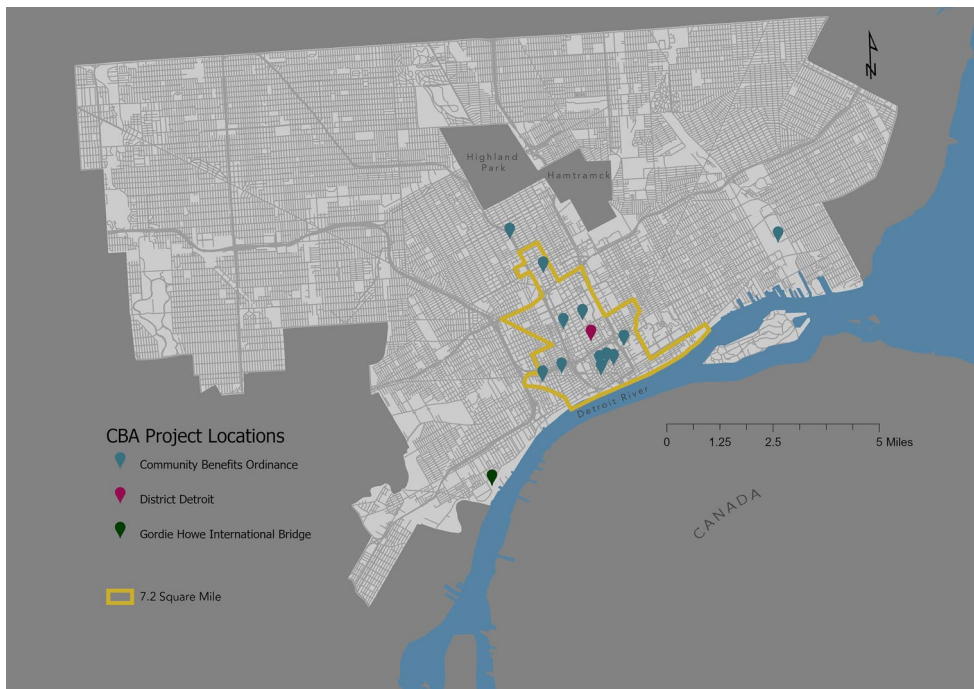 Highland
Park
Hamtramck
Detroit River
CBA Project Locations
Community Benefits Ordinance
District Detroit
Gordie Howe International Bridge
7.2 Square Mile
0 1.25 2.5 5 Miles
CANADA
N